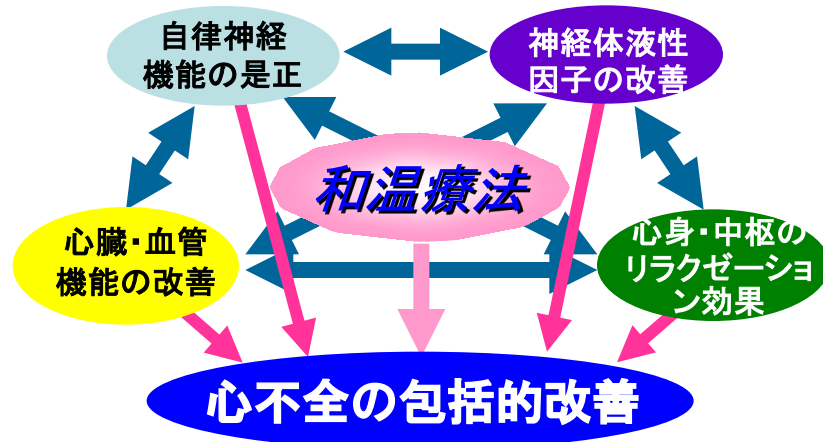 自律神経
機能の是正
神経体液性
因子の改善
和温療法
心臓・血管
機能の改善
心身・中枢の
リラクゼーショ
ン効果
心不全の包括的改善